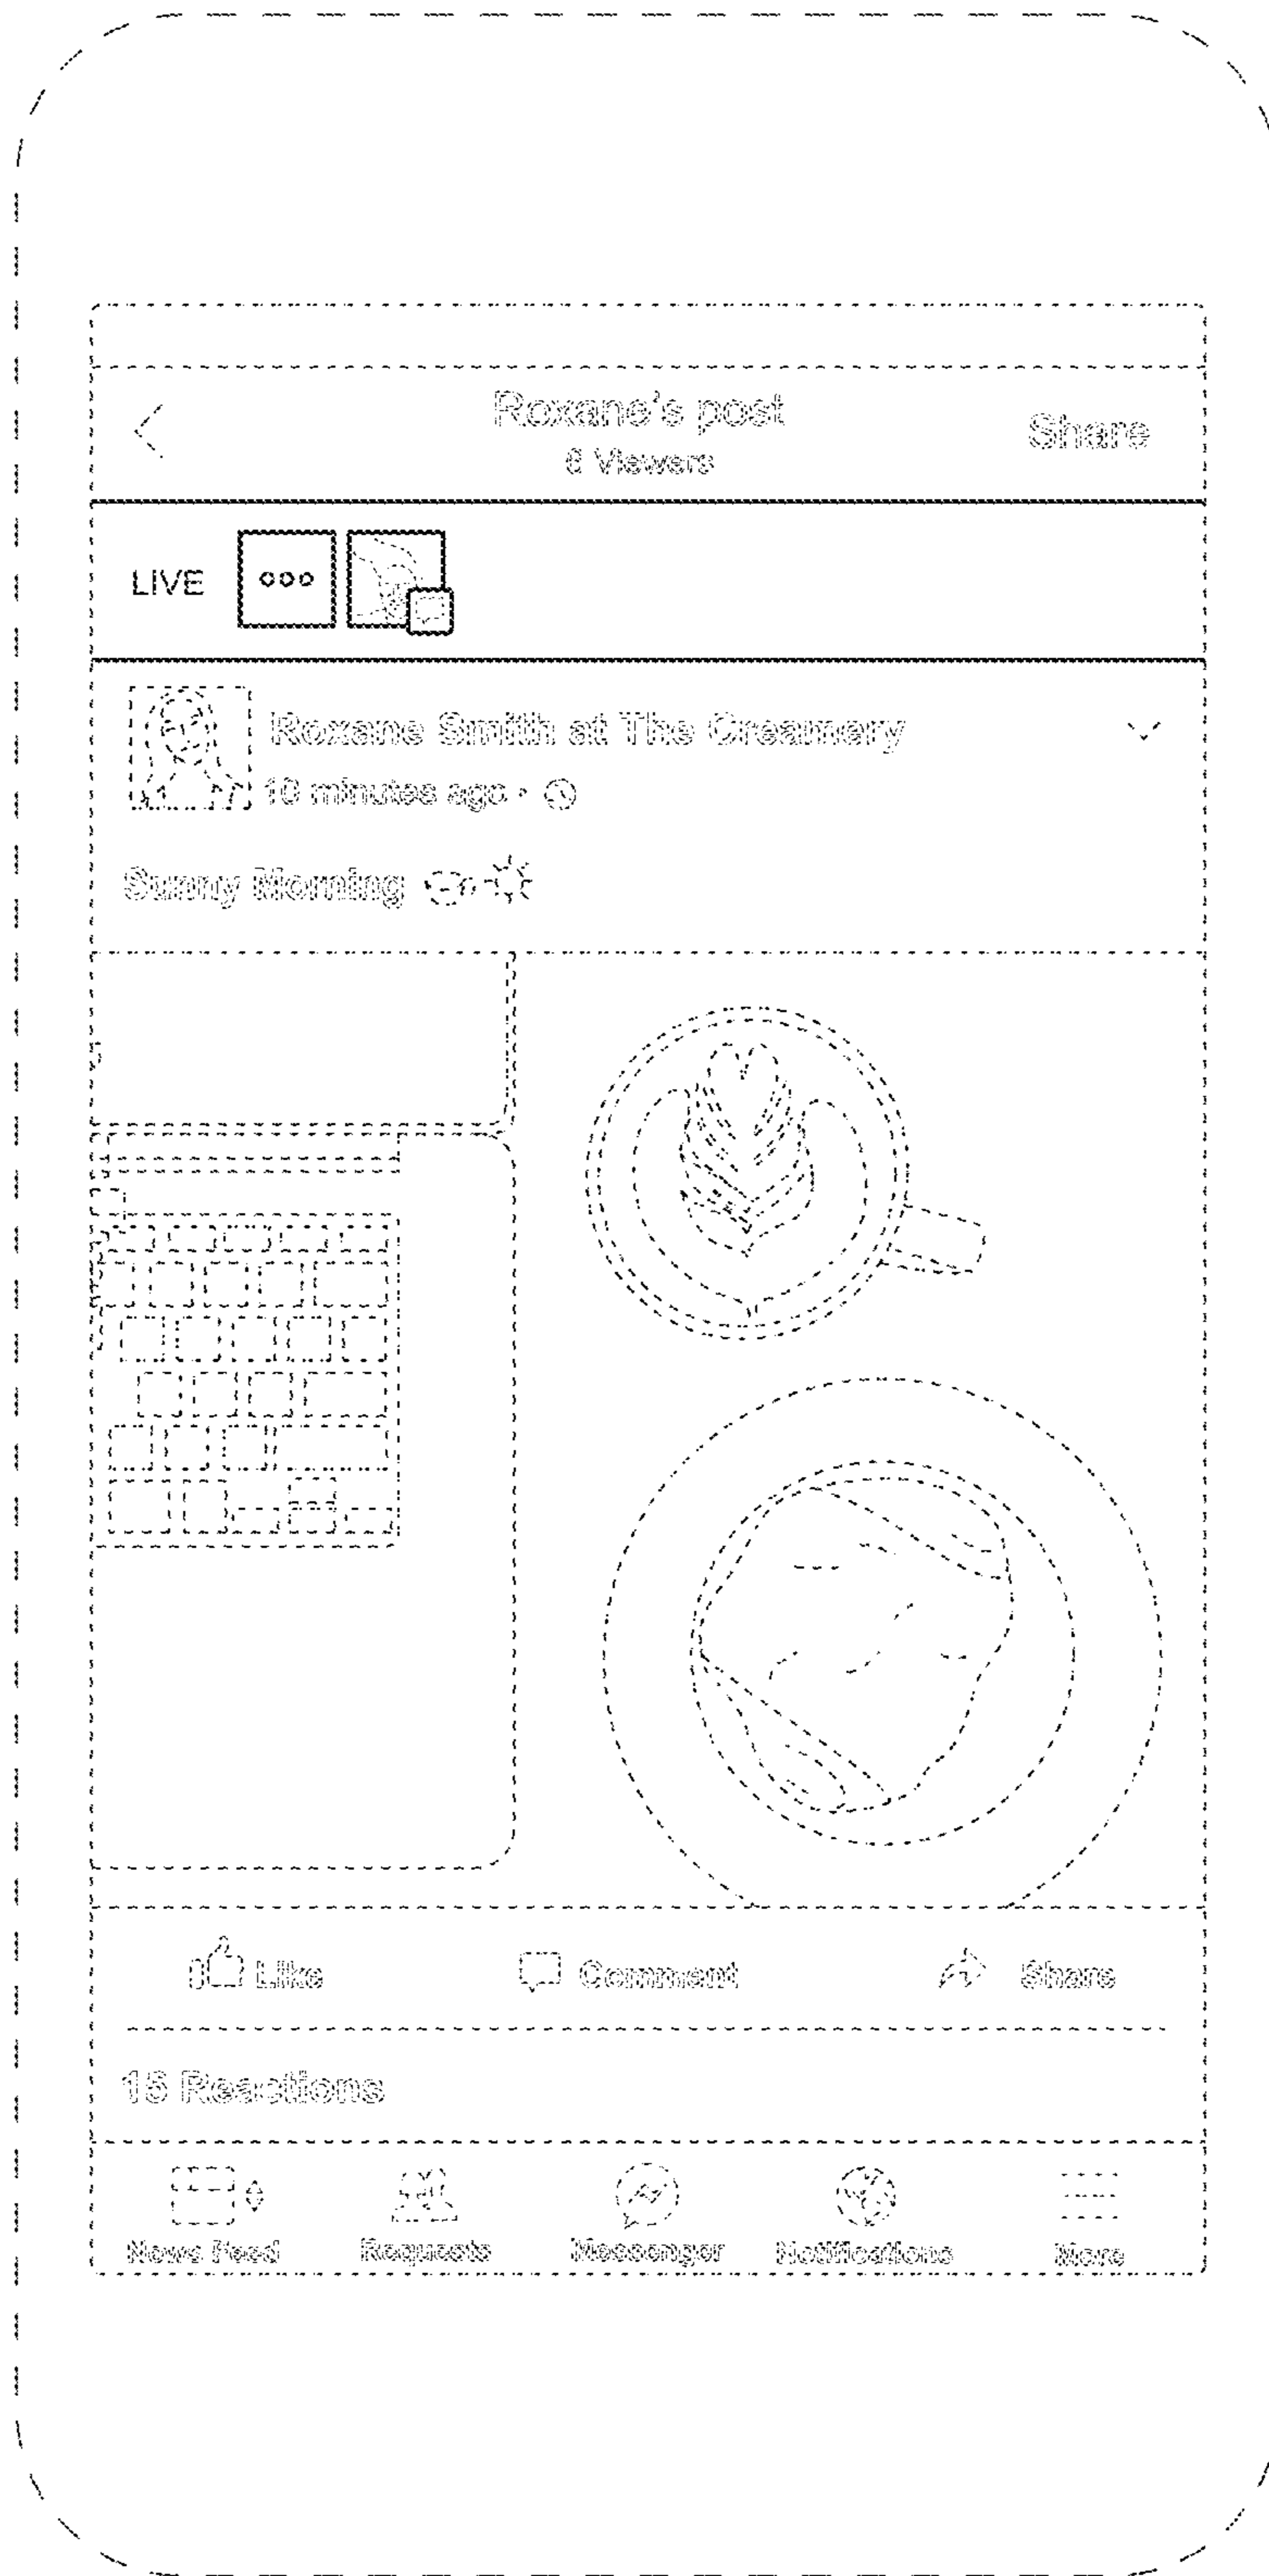 Roxane's post
6 Viewers
Share
LIVE
Roxane Smith at The Creamery
10 minutes ago ·
Sunny Morning
Like
Comment
Share
15 Reactions
News Feed
Requests
Messenger
Notifications
More